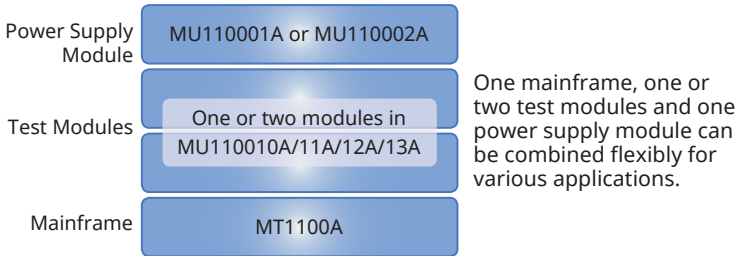 Power Supply
Module
MU110001A or MU110002A
Test Modules
One or two modules in
MU110010A/11A/12A/13A
Mainframe
MT1100A
One mainframe, one or
two test modules and one
power supply module can
be combined flexibly for
various applications.